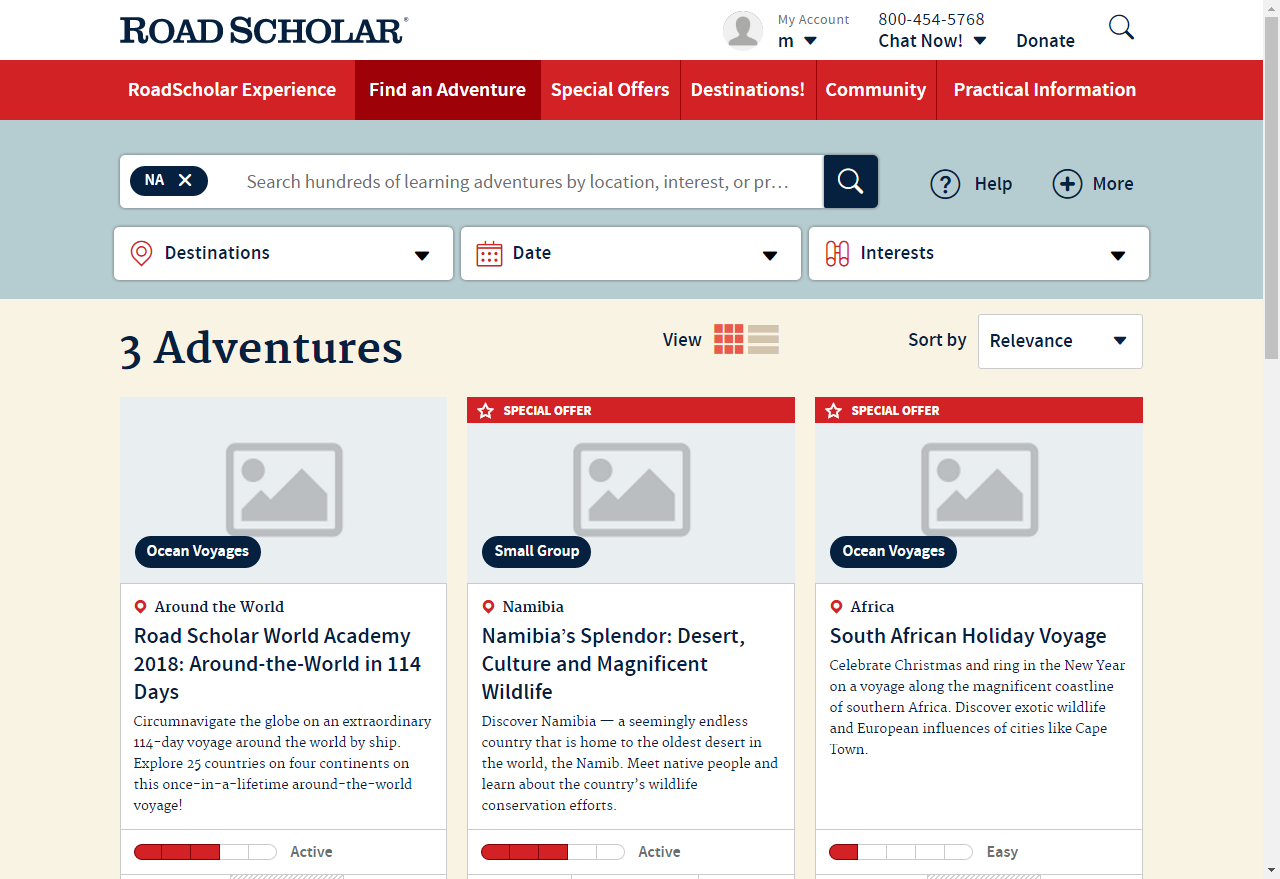 ROAD SCHOLAR®
My Account
m
800-454-5768
Chat Now!
Donate
RoadScholar Experience
Find an Adventure
Special Offers
Destinations!
Community
Practical Information
NA
Search hundreds of learning adventures by location, interest, or pr…
? Help
More
Destinations
Date
Interests
3 Adventures
View
Sort by
Relevance
Ocean Voyages
Around the World
Road Scholar World Academy
2018: Around-the-World in 114
Days
Circumnavigate the globe on an extraordinary
114-day voyage around the world by ship.
Explore 25 countries on four continents on
this once-in-a-lifetime around-the-world
voyage!
Active
SPECIAL OFFER
Small Group
Namibia
Namibia’s Splendor: Desert,
Culture and Magnificent
Wildlife
Discover Namibia — a seemingly endless
country that is home to the oldest desert in
the world, the Namib. Meet native people and
learn about the country’s wildlife
conservation efforts.
Active
SPECIAL OFFER
Ocean Voyages
Africa
South African Holiday Voyage
Celebrate Christmas and ring in the New Year
on a voyage along the magnificent coastline
of southern Africa. Discover exotic wildlife
and European influences of cities like Cape
Town.
Easy